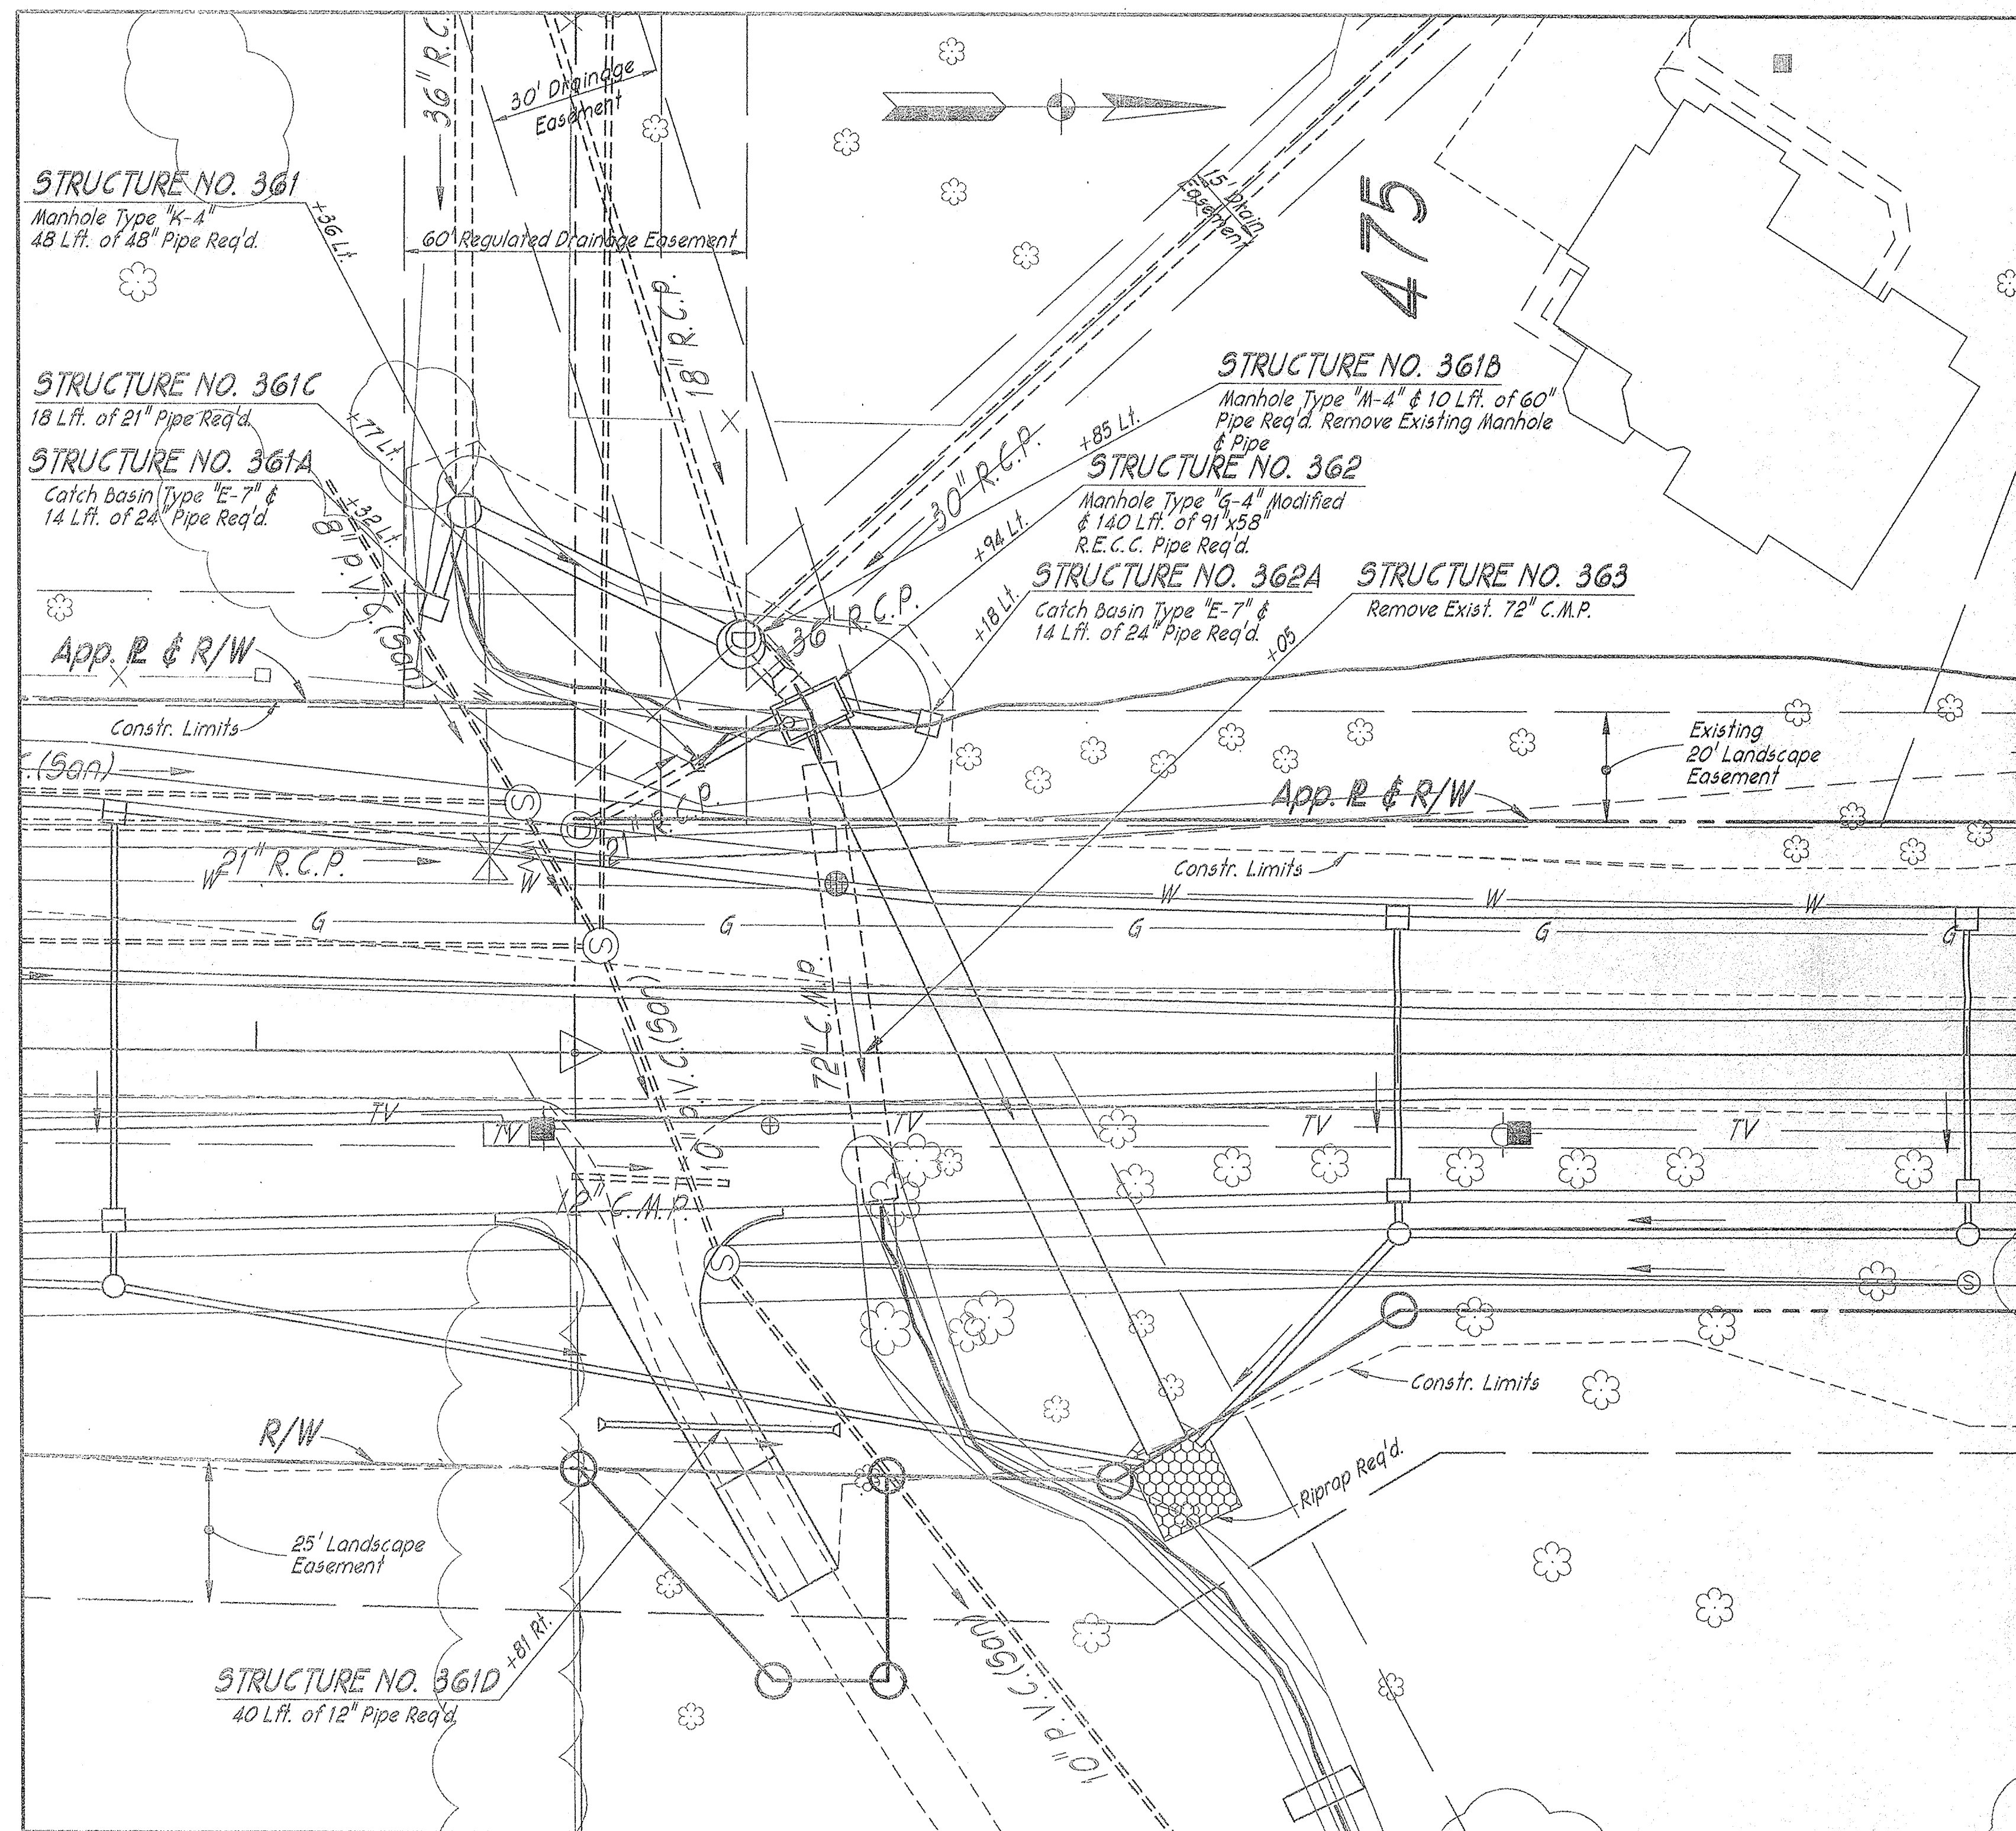 36" R.C.
30' Drainage
Easement
STRUCTURE NO. 361
Manhole Type "K-4"
48 Lft. of 48" Pipe Req'd.
+36 Lt.
60' Regulated Drainage Easement
15' Drain
Easement
475
18" R.C.P.
STRUCTURE NO. 361C
18 Lft. of 21" Pipe Req'd.
+77 Lt.
STRUCTURE NO. 361A
Catch Basin Type "E-7" ¢
14 Lft. of 24" Pipe Req'd.
+32 Lt.
8" P.V.C.(San
STRUCTURE NO. 361B
Manhole Type "M-4" ¢ 10 Lft. of 60"
Pipe Req'd. Remove Existing Manhole
¢ Pipe
+85 Lt.
30" R.C.P.
STRUCTURE NO. 362
Manhole Type "G-4" Modified
¢ 140 Lft. of 91"x58"
R.E.C.C. Pipe Req'd.
+94 Lt.
STRUCTURE NO. 362A
Catch Basin Type "E-7" ¢
14 Lft. of 24" Pipe Req'd.
+18 Lt.
STRUCTURE NO. 363
Remove Exist. 72" C.M.P.
+05
36" R.C.P.
D
App. ⅊ ¢ R/W
Constr. Limits
W
Existing
20' Landscape
Easement
App. ⅊ ¢ R/W
Constr. Limits
C.(San)
S
D
21" R.C.P.
21" R.C.P.
W
W
W
W
W
W
G
G
G
G
G
S
72" C.M.P.
10" P.V.C.(San)
TV
TV
TV
TV
TV
12" C.M.P.
S
S
Constr. Limits
R/W
Riprap Req'd.
25' Landscape
Easement
STRUCTURE NO. 361D
40 Lft. of 12" Pipe Req'd.
+81 Rt.
10" P.V.C.(San)